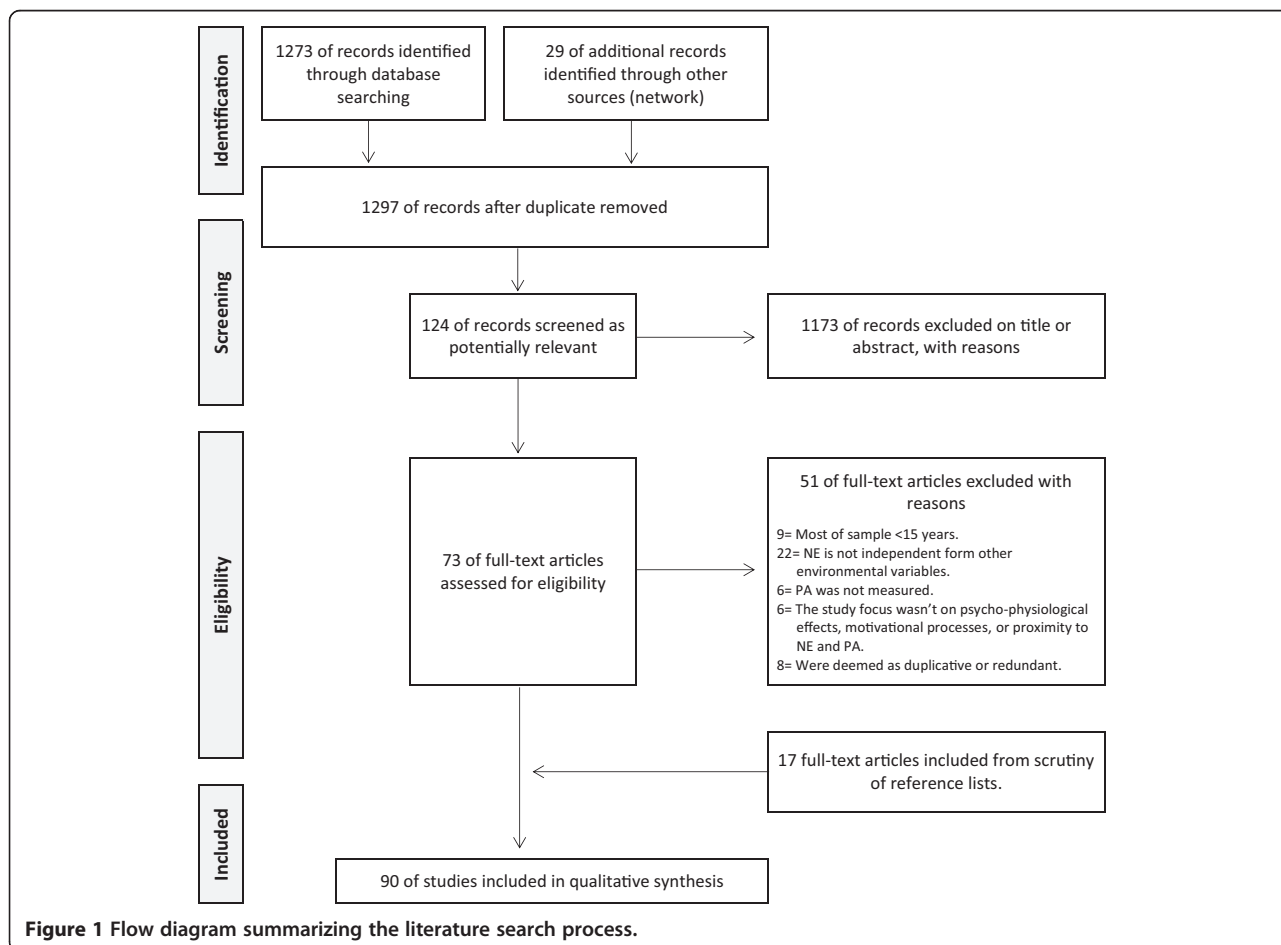 Identification
1273 of records identified
through database
searching
29 of additional records
identified through other
sources (network)
1297 of records after duplicate removed
Screening
124 of records screened as
potentially relevant
1173 of records excluded on title or
abstract, with reasons
Eligibility
73 of full-text articles
assessed for eligibility
51 of full-text articles excluded with
reasons
9= Most of sample <15 years.
22= NE is not independent form other
environmental variables.
6= PA was not measured.
6= The study focus wasn't on psycho-physiological
effects, motivational processes, or proximity to
NE and PA.
8= Were deemed as duplicative or redundant.
17 full-text articles included from scrutiny
of reference lists.
Included
90 of studies included in qualitative synthesis
Figure 1 Flow diagram summarizing the literature search process.